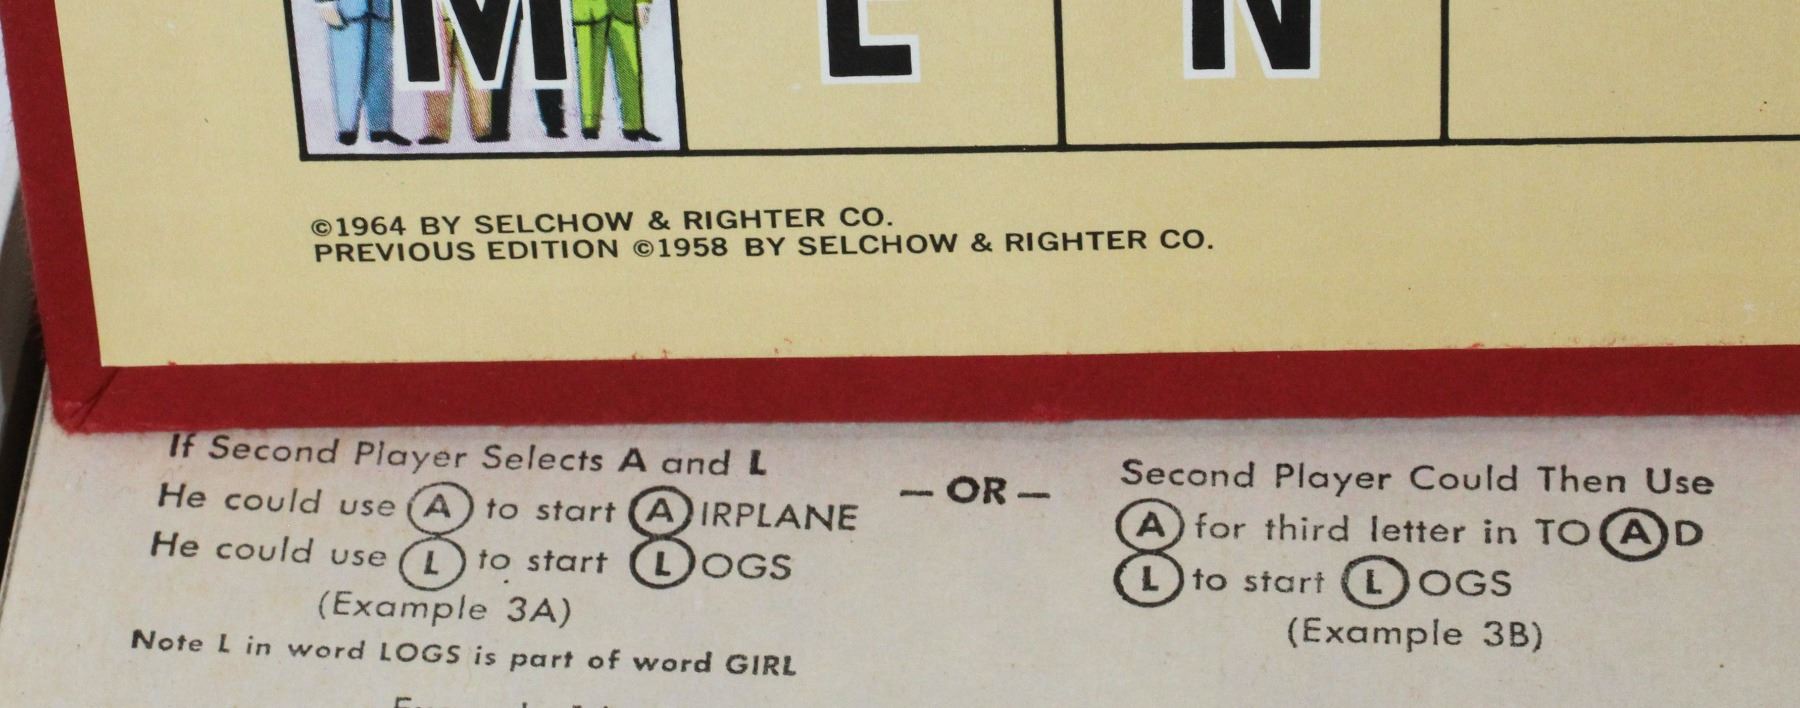 MEN
©1964 BY SELCHOW & RIGHTER CO.
PREVIOUS EDITION ©1958 BY SELCHOW & RIGHTER CO.
If Second Player Selects A and L
He could use A to start AIRPLANE
He could use L to start LOGS
(Example 3A)
Note L in word LOGS is part of word GIRL
— OR —
Second Player Could Then Use
A for third letter in TOAD
L to start LOGS
(Example 3B)